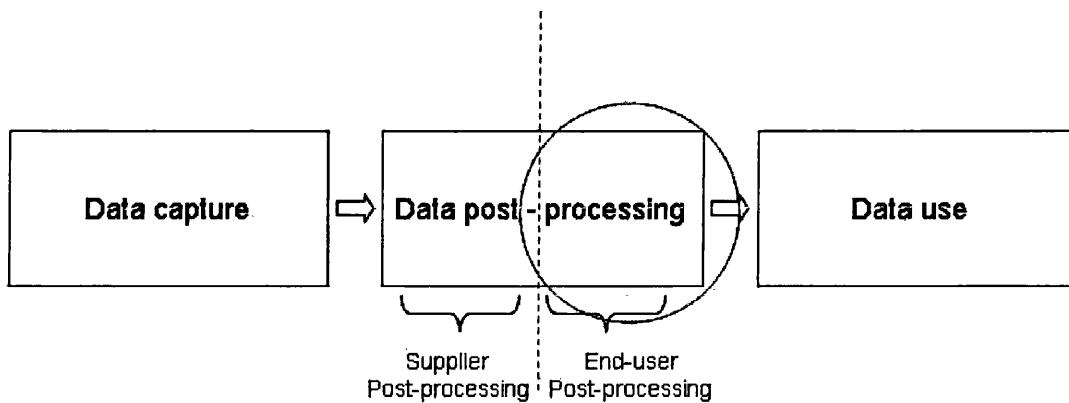 Data capture
Data post - processing
Data use
Supplier
Post-processing
End-user
Post-processing